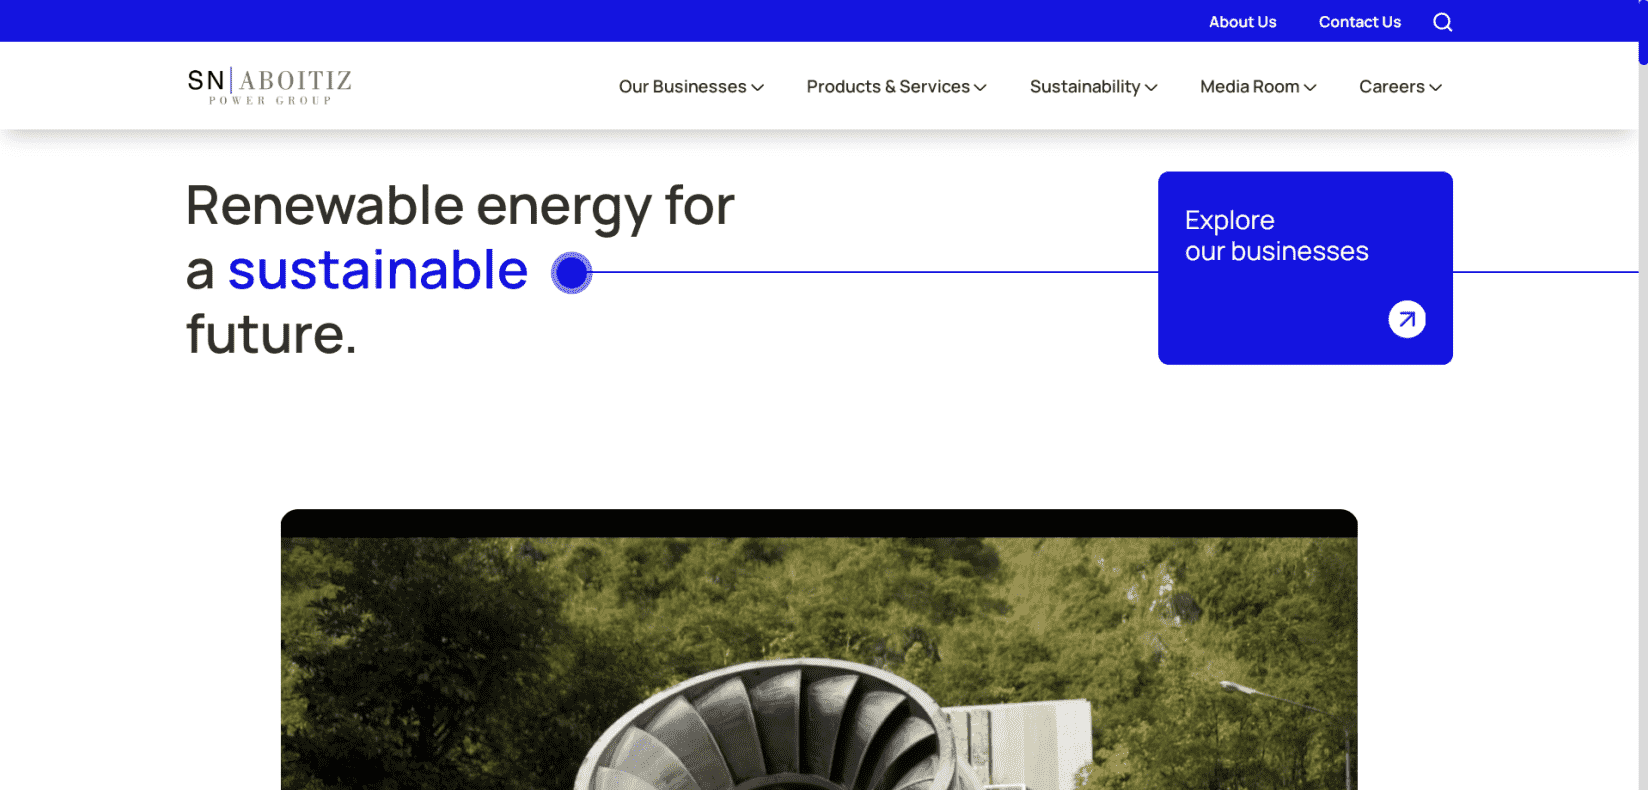 About Us
Contact Us
SN ABOITIZ
POWER GROUP
Our Businesses
Products & Services
Sustainability
Media Room
Careers
Renewable energy for
a sustainable
future.
Explore
our businesses